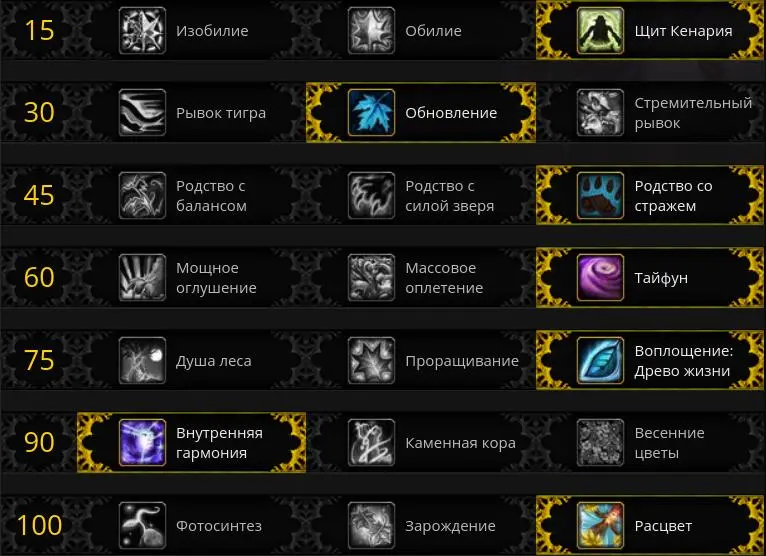 15 Изобилие Обилие Щит Кенария
30 Рывок тигра Обновление Стремительный
рывок
45 Родство с
балансом Родство с
силой зверя Родство со
стражем
60 Мощное
оглушение Массовое
оплетение Тайфун
75 Душа леса Проращивание Воплощение:
Древо жизни
90 Внутренняя
гармония Каменная кора Весенние
цветы
100 Фотосинтез Зарождение Расцвет